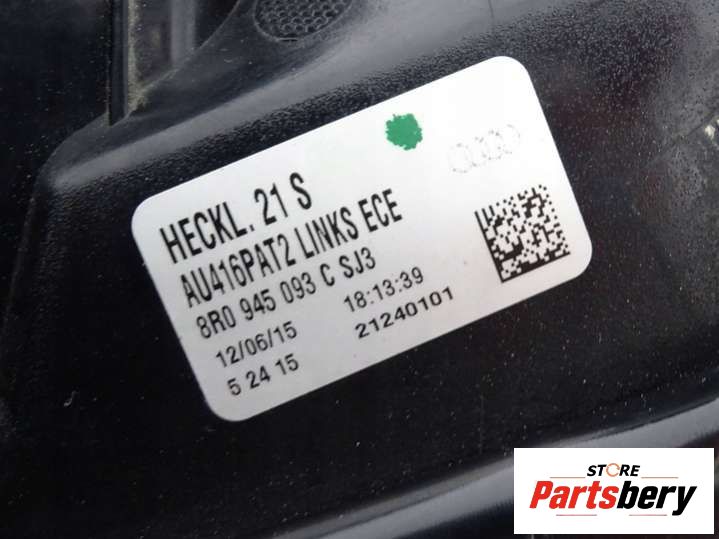 HECKL. 21 S
AU416PAT2 LINKS ECE
8R0 945 093 C SJ3
12/06/15 18:13:39
5 24 15 21240101
STORE
Partsbery